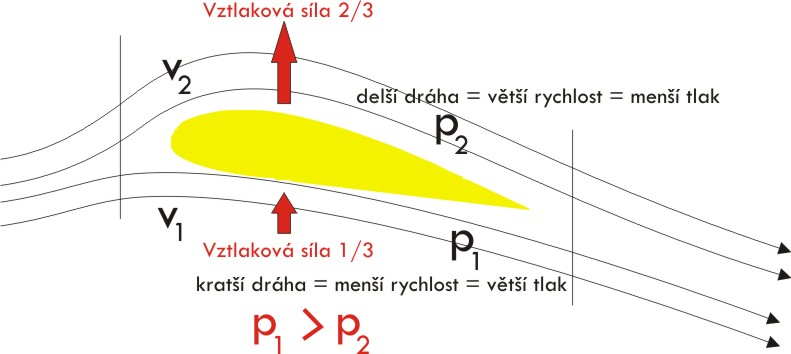 Vztlaková síla 2/3
v2
delší dráha = větší rychlost = menší tlak
p2
v1
p1
Vztlaková síla 1/3
kratší dráha = menší rychlost = větší tlak
p1 > p2